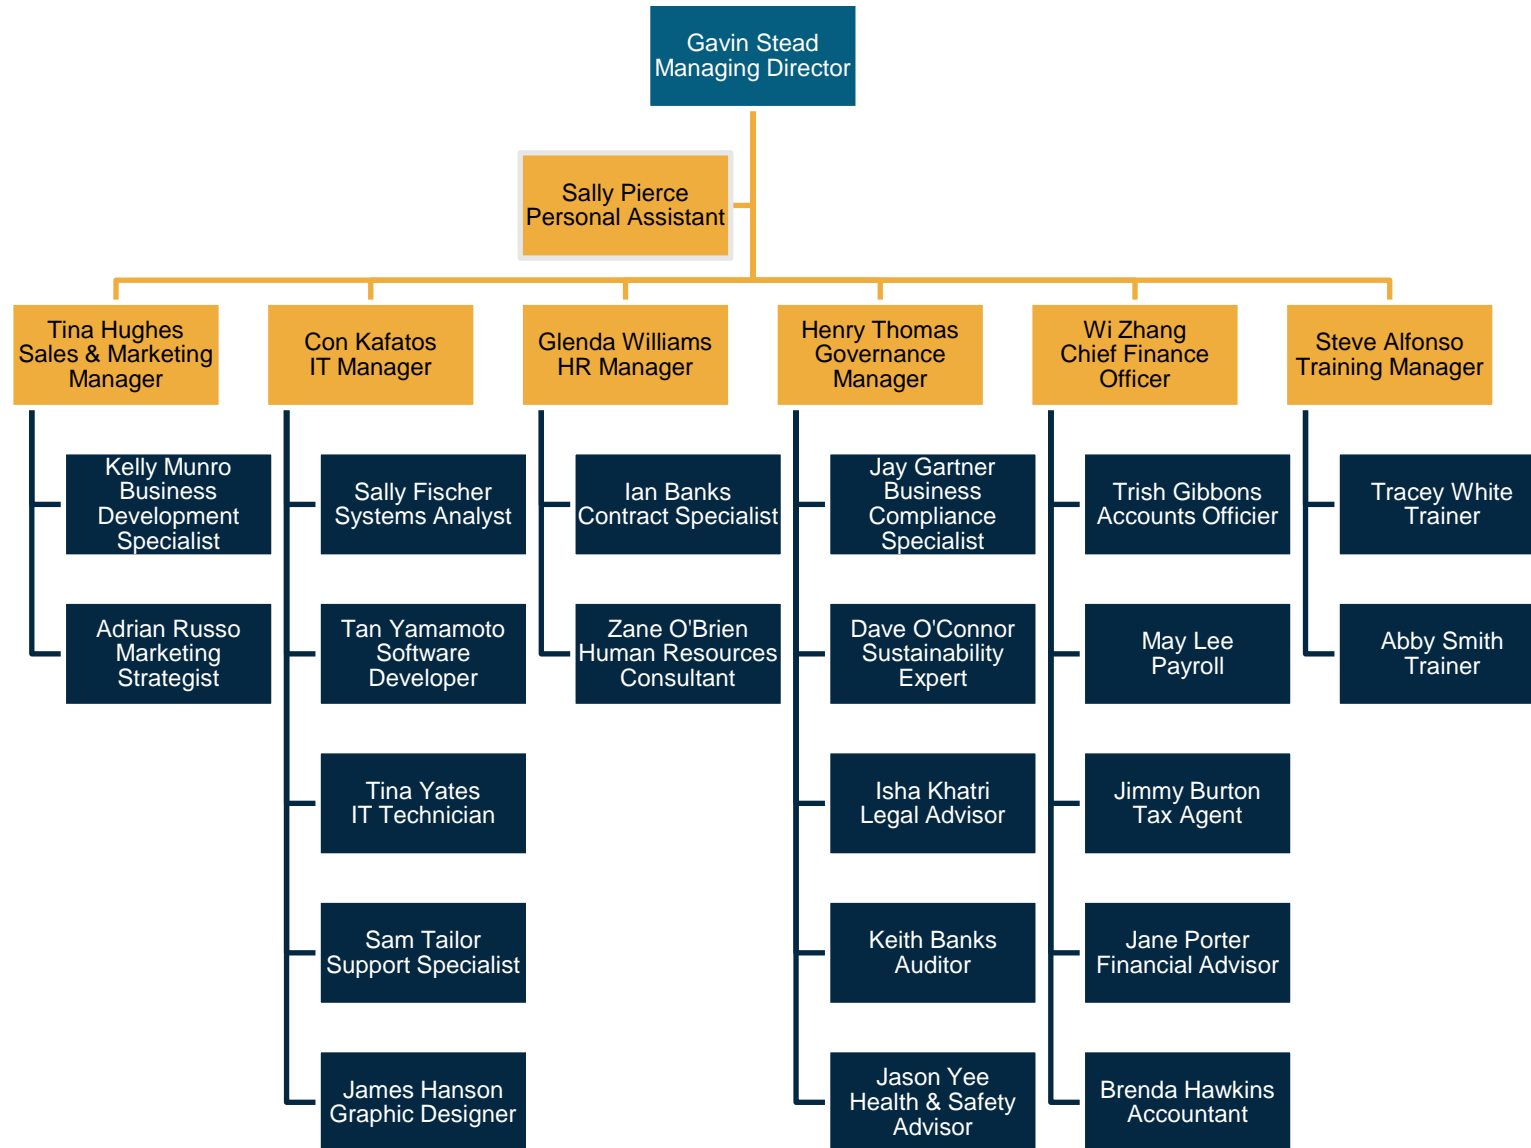 Gavin Stead
Managing Director
Sally Pierce
Personal Assistant
Tina Hughes
Sales & Marketing
Manager
Con Kafatos
IT Manager
Glenda Williams
HR Manager
Henry Thomas
Governance
Manager
Wi Zhang
Chief Finance
Officer
Steve Alfonso
Training Manager
Kelly Munro
Business
Development
Specialist
Adrian Russo
Marketing
Strategist
Sally Fischer
Systems Analyst
Tan Yamamoto
Software
Developer
Tina Yates
IT Technician
Sam Tailor
Support Specialist
James Hanson
Graphic Designer
Ian Banks
Contract Specialist
Zane O'Brien
Human Resources
Consultant
Jay Gartner
Business
Compliance
Specialist
Dave O'Connor
Sustainability
Expert
Isha Khatri
Legal Advisor
Keith Banks
Auditor
Jason Yee
Health & Safety
Advisor
Trish Gibbons
Accounts Officier
May Lee
Payroll
Jimmy Burton
Tax Agent
Jane Porter
Financial Advisor
Brenda Hawkins
Accountant
Tracey White
Trainer
Abby Smith
Trainer